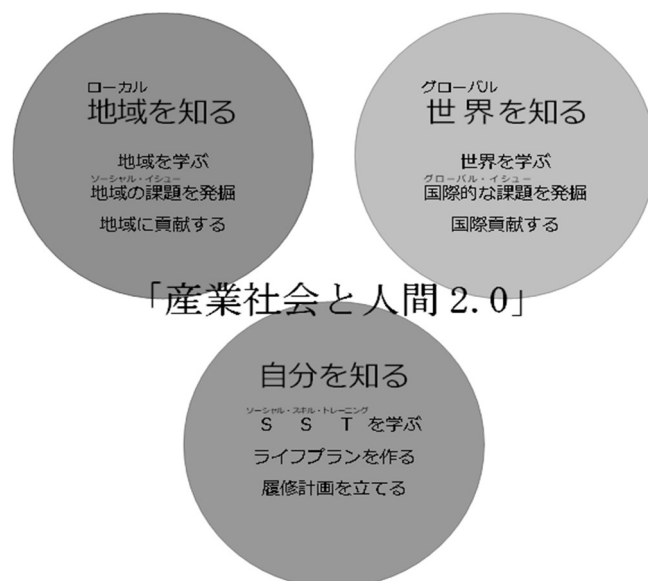 ローカル
地域を知る
地域を学ぶ
ソーシャル・イシュー
地域の課題を発掘
地域に貢献する
グローバル
世界を知る
世界を学ぶ
グローバル・イシュー
国際的な課題を発掘
国際貢献する
「産業社会と人間2.0」
自分を知る
ソーシャル・スキル・トレーニング
SSTを学ぶ
ライフプランを作る
履修計画を立てる